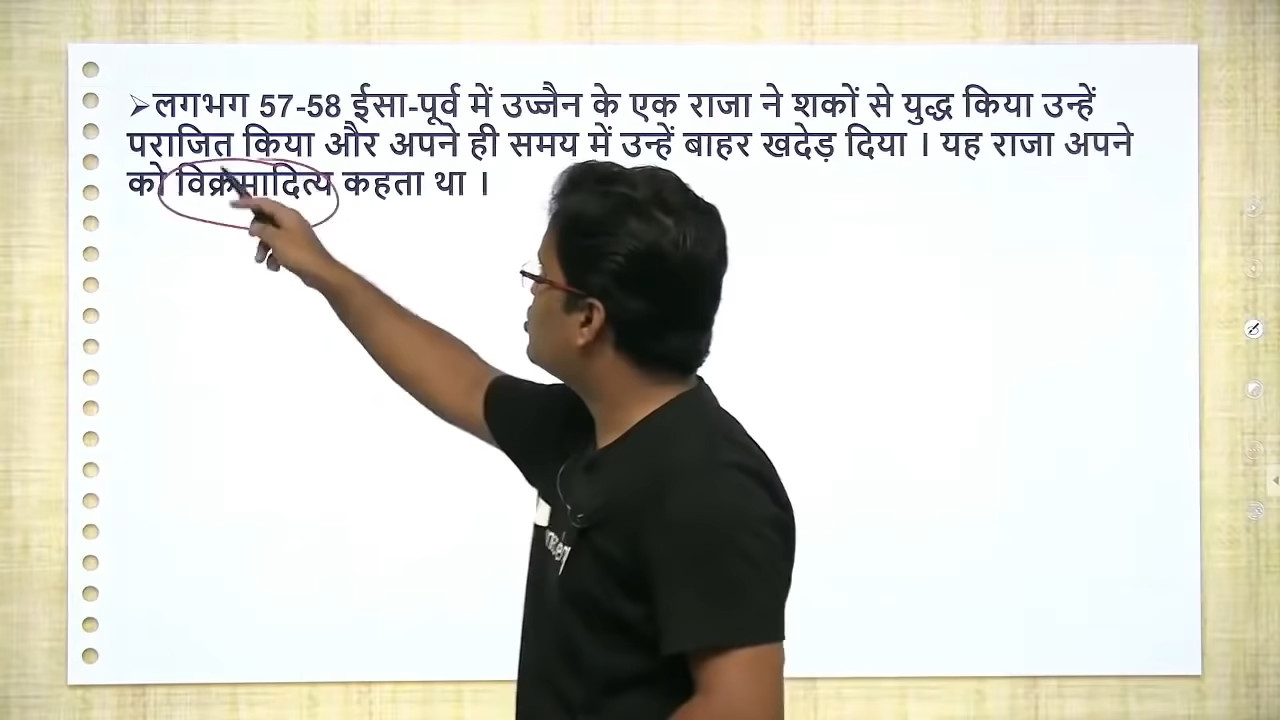 ➢लगभग 57-58 ईसा-पूर्व में उज्जैन के एक राजा ने शकों से युद्ध किया उन्हें
पराजित किया और अपने ही समय में उन्हें बाहर खदेड़ दिया । यह राजा अपने
को विक्रमादित्य कहता था ।